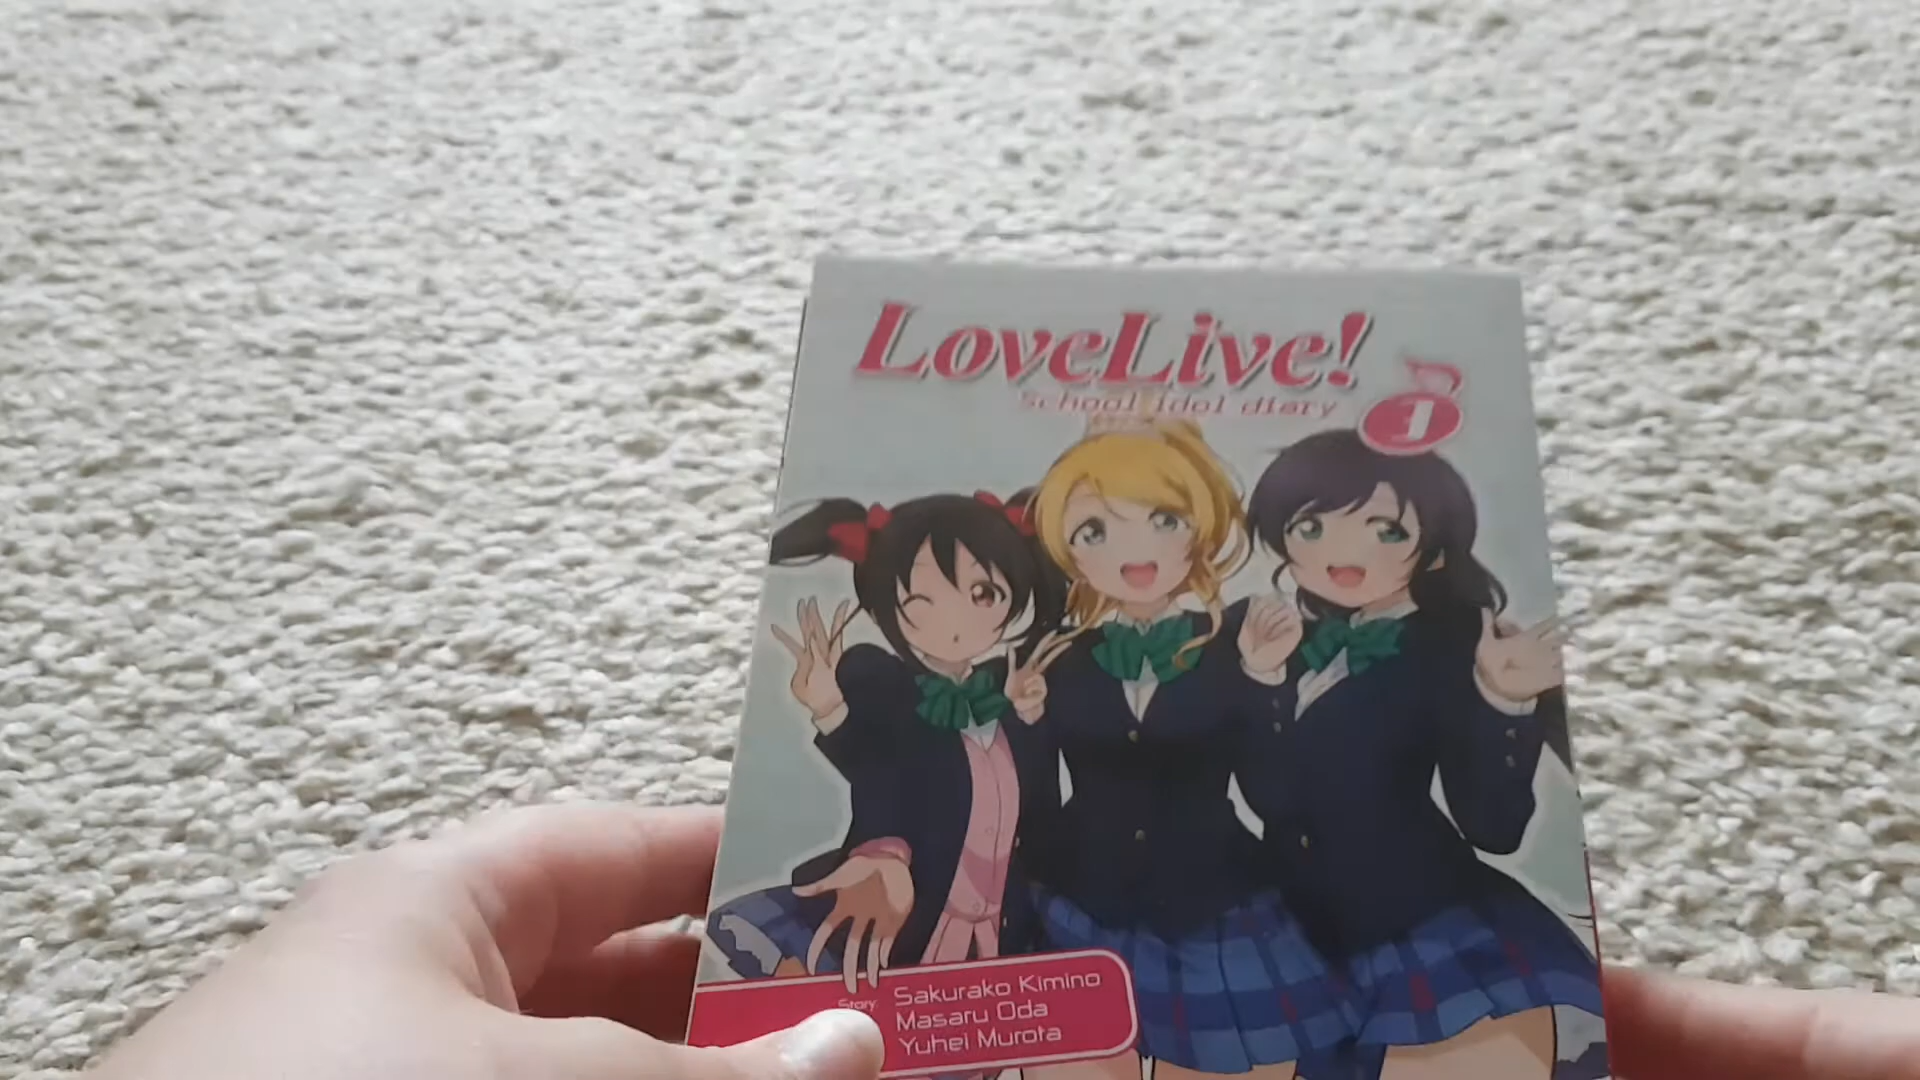 LoveLive!
School idol diary
1
Story: Sakurako Kimino
Masaru Oda
Yuhei Murota